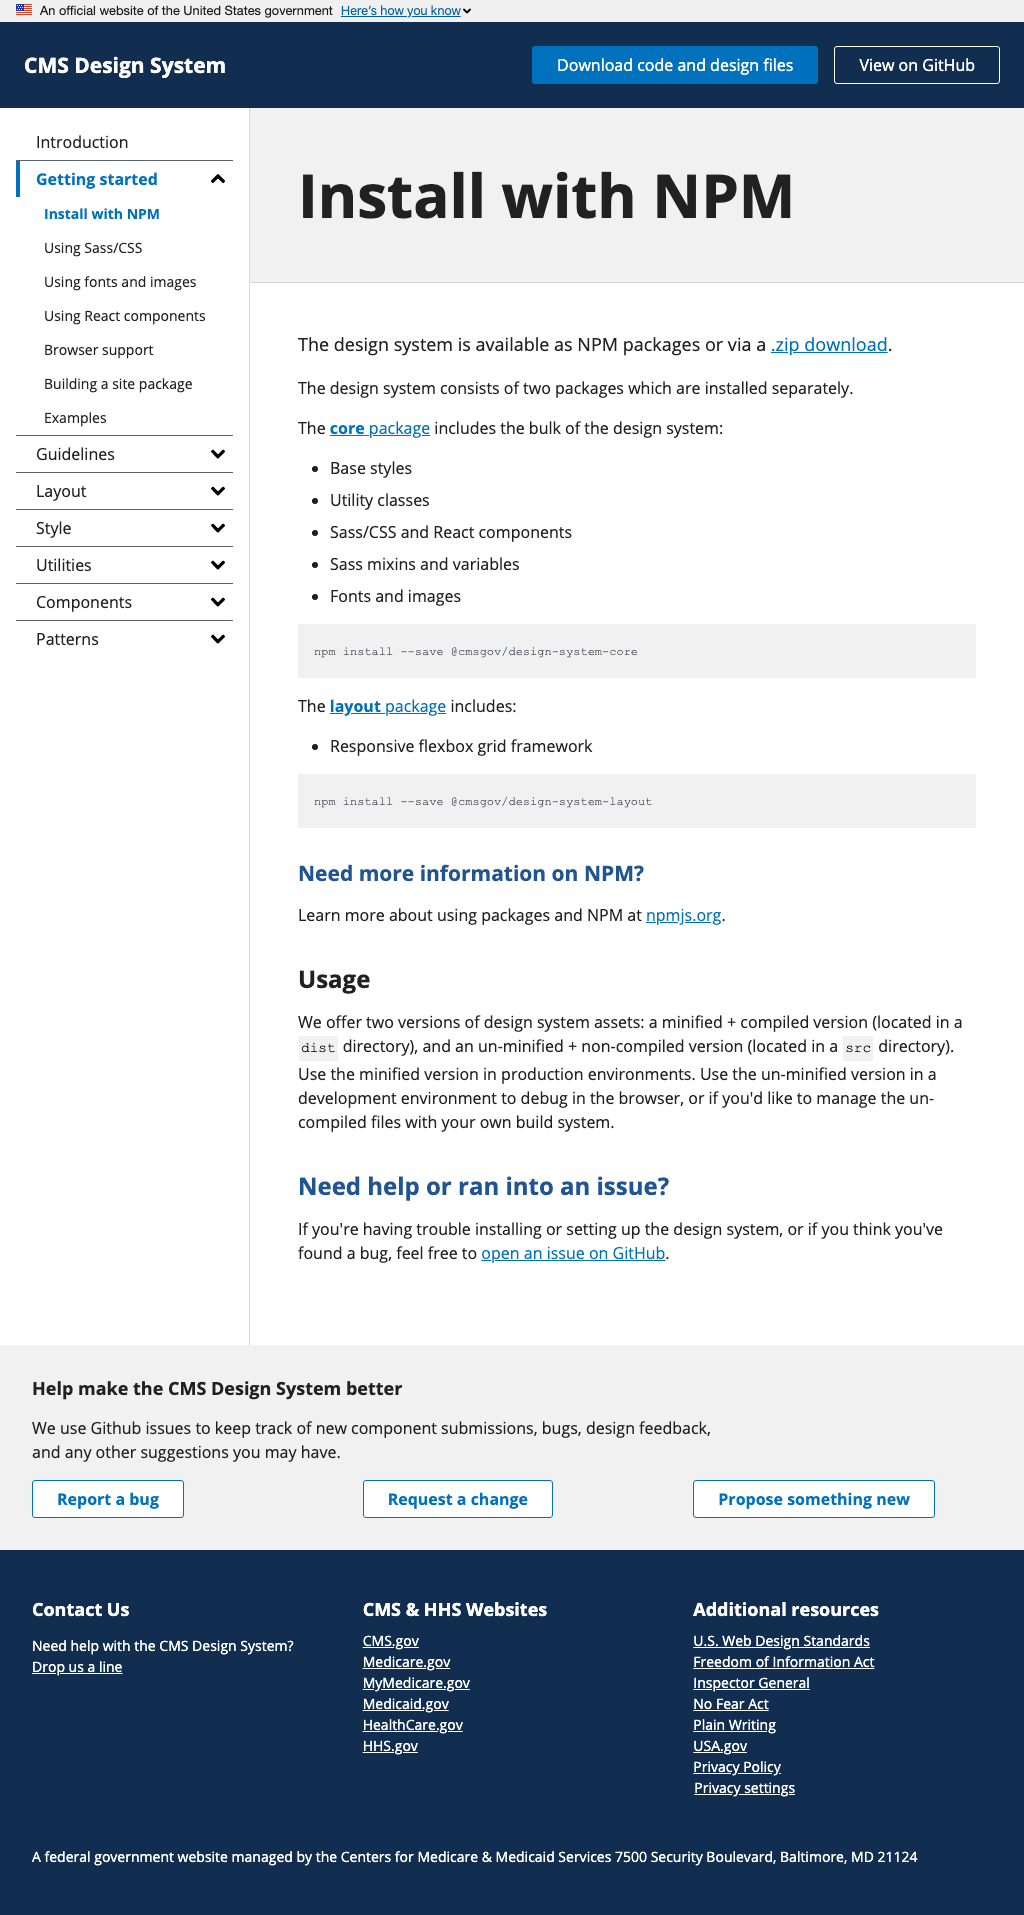 An official website of the United States government Here's how you know
CMS Design System
Download code and design files
View on GitHub
Introduction
Getting started
Install with NPM
Using Sass/CSS
Using fonts and images
Using React components
Browser support
Building a site package
Examples
Guidelines
Layout
Style
Utilities
Components
Patterns
Install with NPM
The design system is available as NPM packages or via a .zip download.
The design system consists of two packages which are installed separately.
The core package includes the bulk of the design system:
• Base styles
• Utility classes
• Sass/CSS and React components
• Sass mixins and variables
• Fonts and images
npm install --save @cmsgov/design-system-core
The layout package includes:
• Responsive flexbox grid framework
npm install --save @cmsgov/design-system-layout
Need more information on NPM?
Learn more about using packages and NPM at npmjs.org.
Usage
We offer two versions of design system assets: a minified + compiled version (located in a
dist directory), and an un-minified + non-compiled version (located in a src directory).
Use the minified version in production environments. Use the un-minified version in a
development environment to debug in the browser, or if you'd like to manage the un-
compiled files with your own build system.
Need help or ran into an issue?
If you're having trouble installing or setting up the design system, or if you think you've
found a bug, feel free to open an issue on GitHub.
Help make the CMS Design System better
We use Github issues to keep track of new component submissions, bugs, design feedback,
and any other suggestions you may have.
Report a bug
Request a change
Propose something new
Contact Us
Need help with the CMS Design System?
Drop us a line
CMS & HHS Websites
CMS.gov
Medicare.gov
MyMedicare.gov
Medicaid.gov
HealthCare.gov
HHS.gov
Additional resources
U.S. Web Design Standards
Freedom of Information Act
Inspector General
No Fear Act
Plain Writing
USA.gov
Privacy Policy
Privacy settings
A federal government website managed by the Centers for Medicare & Medicaid Services 7500 Security Boulevard, Baltimore, MD 21124